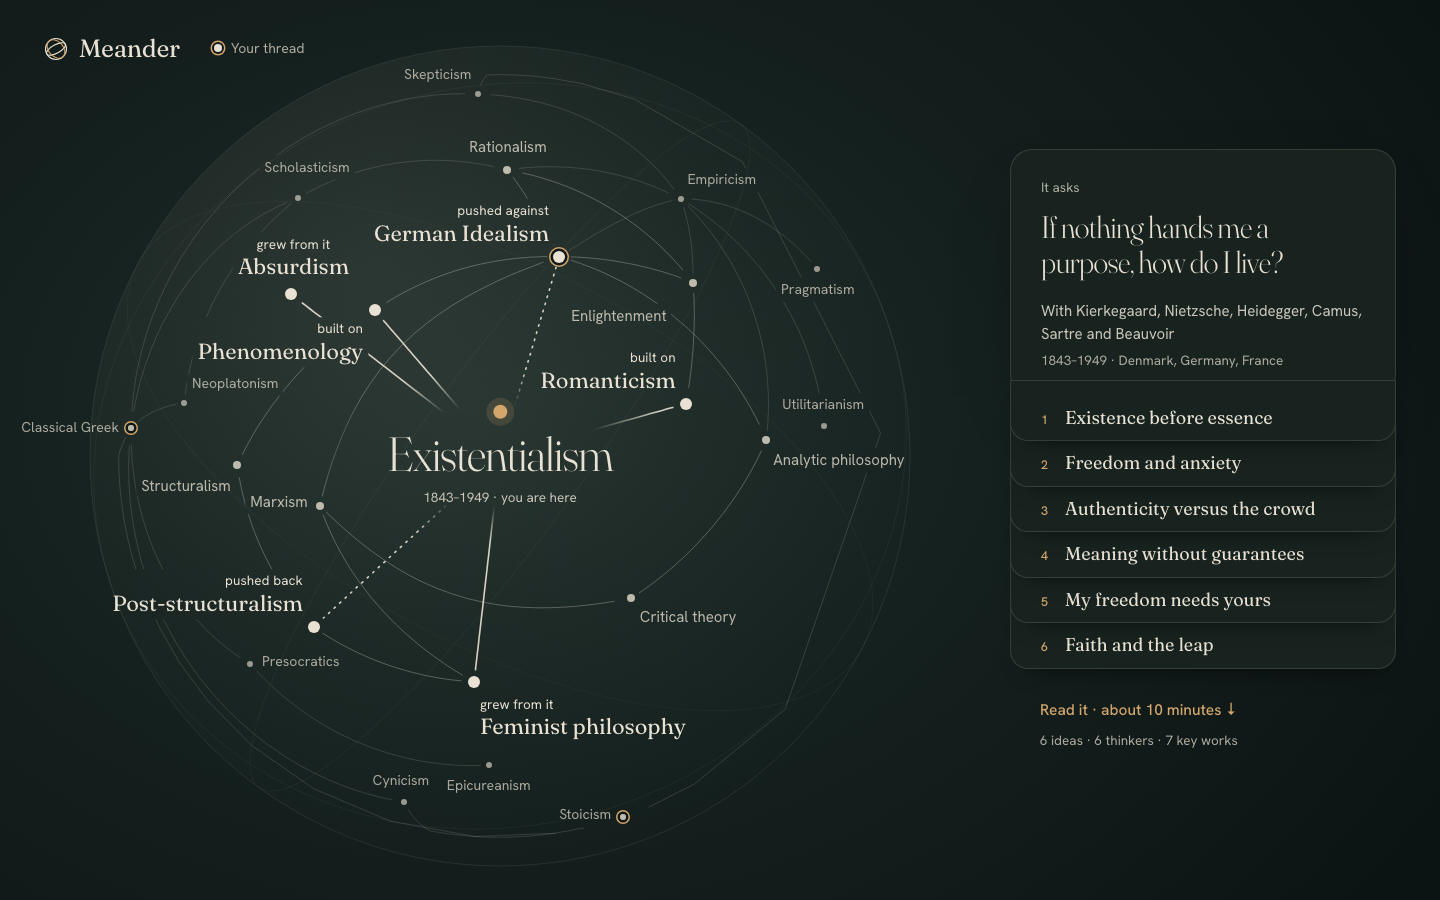 Meander
Your thread
Skepticism
Rationalism
Scholasticism
Empiricism
pushed against
German Idealism
grew from it
Absurdism
Pragmatism
Enlightenment
built on
Phenomenology
built on
Romanticism
Neoplatonism
Utilitarianism
Classical Greek
Existentialism
1843–1949 · you are here
Analytic philosophy
Structuralism
Marxism
pushed back
Post-structuralism
Critical theory
Presocratics
grew from it
Feminist philosophy
Cynicism
Epicureanism
Stoicism
It asks
If nothing hands me a
purpose, how do I live?
With Kierkegaard, Nietzsche, Heidegger, Camus,
Sartre and Beauvoir
1843–1949 · Denmark, Germany, France
1 Existence before essence
2 Freedom and anxiety
3 Authenticity versus the crowd
4 Meaning without guarantees
5 My freedom needs yours
6 Faith and the leap
Read it · about 10 minutes ↓
6 ideas · 6 thinkers · 7 key works